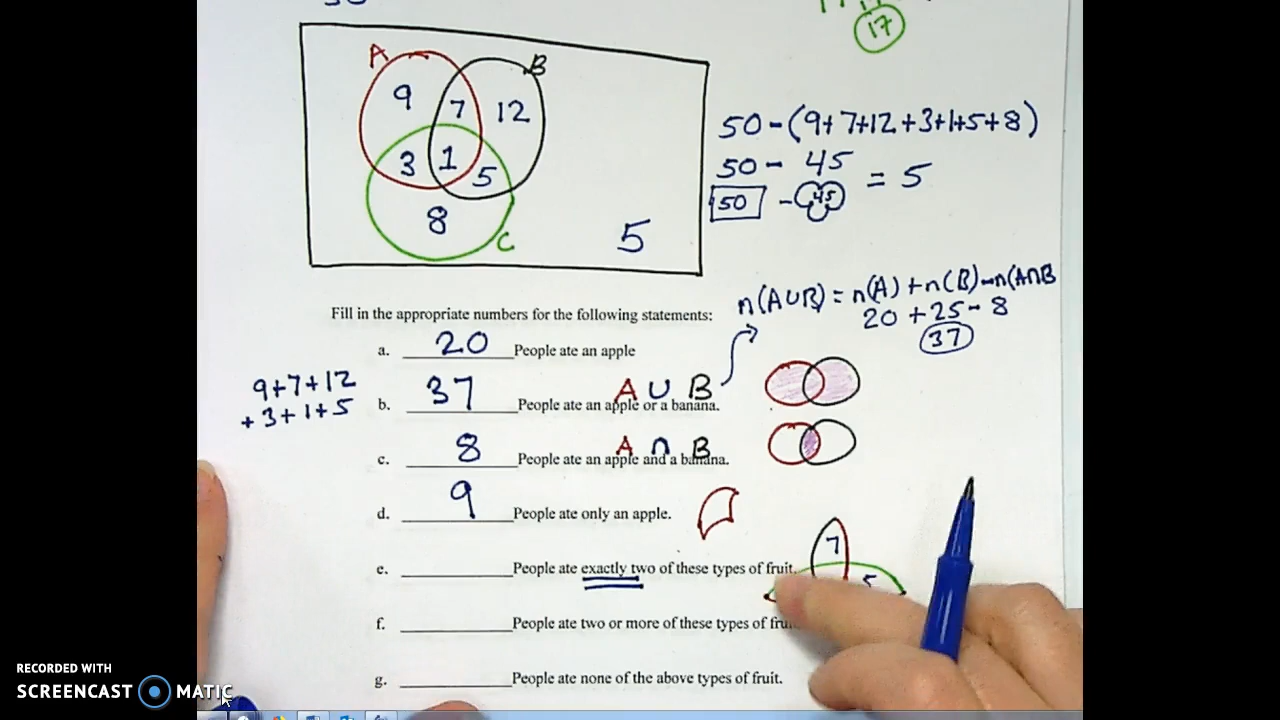 17
A
B
9
7
12
3
1
5
8
C
5
50-(9+7+12+3+1+5+8)
50 - 45
= 5
50 - 45
n(AUB) = n(A) + n(B) - n(A∩B
20 + 25 - 8
37
Fill in the appropriate numbers for the following statements:
a. 20 People ate an apple
9+7+12
+3+1+5
A U B
b. 37 People ate an apple or a banana.
A ∩ B
c. 8 People ate an apple and a banana.
d. 9 People ate only an apple.
7
e. ________ People ate exactly two of these types of fruit.
5
f. ________ People ate two or more of these types of
g. ________ People ate none of the above types of fruit.
RECORDED WITH
SCREENCAST MATIC